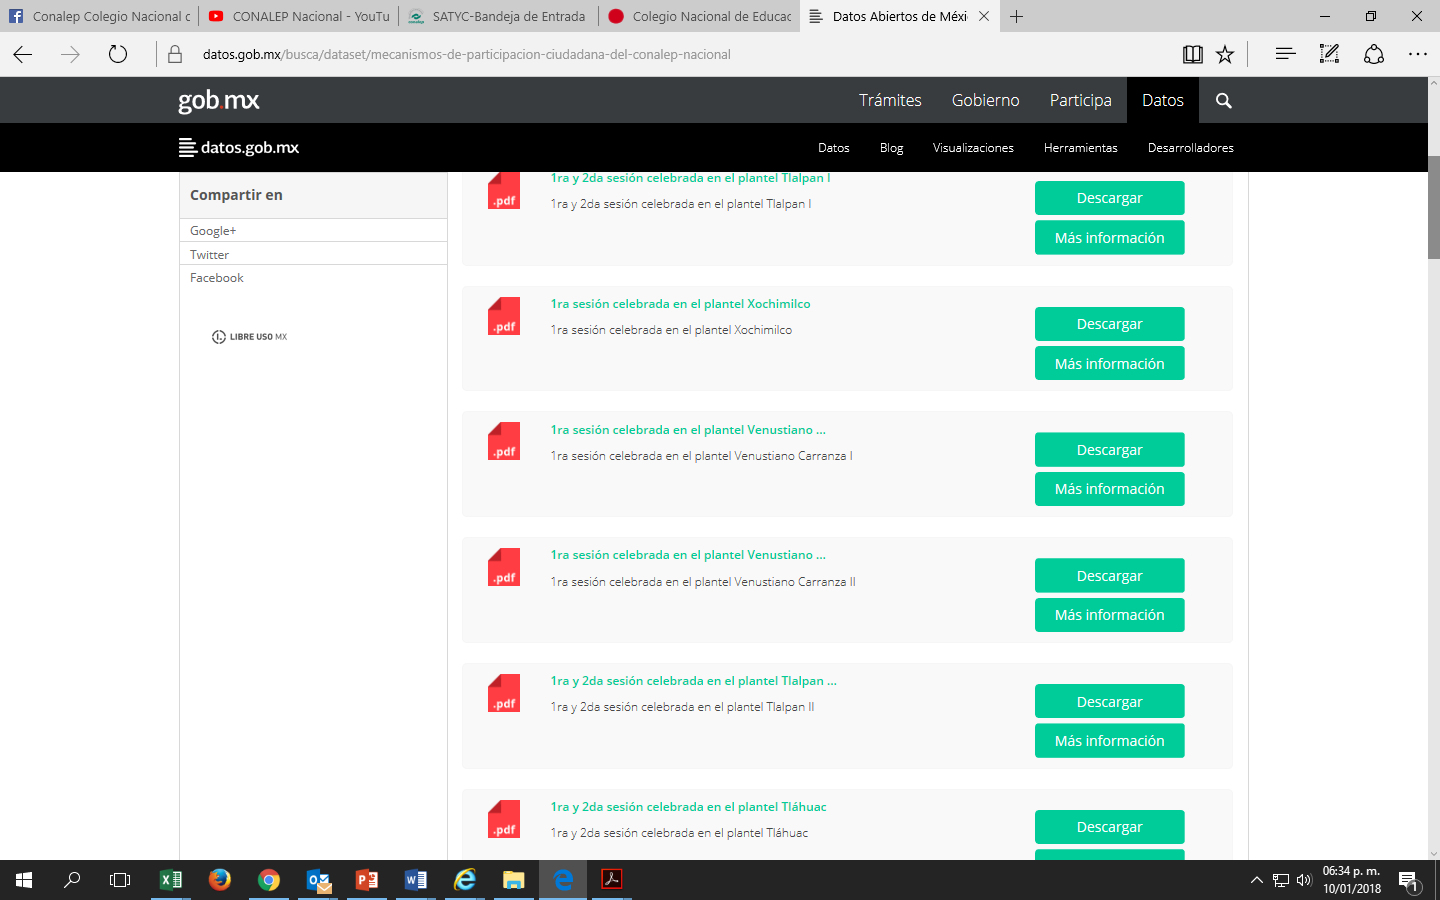 Conalep Colegio Nacional d
CONALEP Nacional - YouTu
SATYC-Bandeja de Entrada
Colegio Nacional de Educac
Datos Abiertos de Méxi
datos.gob.mx/busca/dataset/mecanismos-de-participacion-ciudadana-del-conalep-nacional
gob.mx
Trámites
Gobierno
Participa
Datos
datos.gob.mx
Datos
Blog
Visualizaciones
Herramientas
Desarrolladores
Compartir en
Google+
Twitter
Facebook
LIBRE USO MX
.pdf
1ra y 2da sesión celebrada en el plantel Tlalpan I
1ra y 2da sesión celebrada en el plantel Tlalpan I
Descargar
Más información
.pdf
1ra sesión celebrada en el plantel Xochimilco
1ra sesión celebrada en el plantel Xochimilco
Descargar
Más información
.pdf
1ra sesión celebrada en el plantel Venustiano ...
1ra sesión celebrada en el plantel Venustiano Carranza I
Descargar
Más información
.pdf
1ra sesión celebrada en el plantel Venustiano ...
1ra sesión celebrada en el plantel Venustiano Carranza II
Descargar
Más información
.pdf
1ra y 2da sesión celebrada en el plantel Tlalpan ...
1ra y 2da sesión celebrada en el plantel Tlalpan II
Descargar
Más información
.pdf
1ra y 2da sesión celebrada en el plantel Tláhuac
1ra y 2da sesión celebrada en el plantel Tláhuac
Descargar
06:34 p. m.
10/01/2018
1